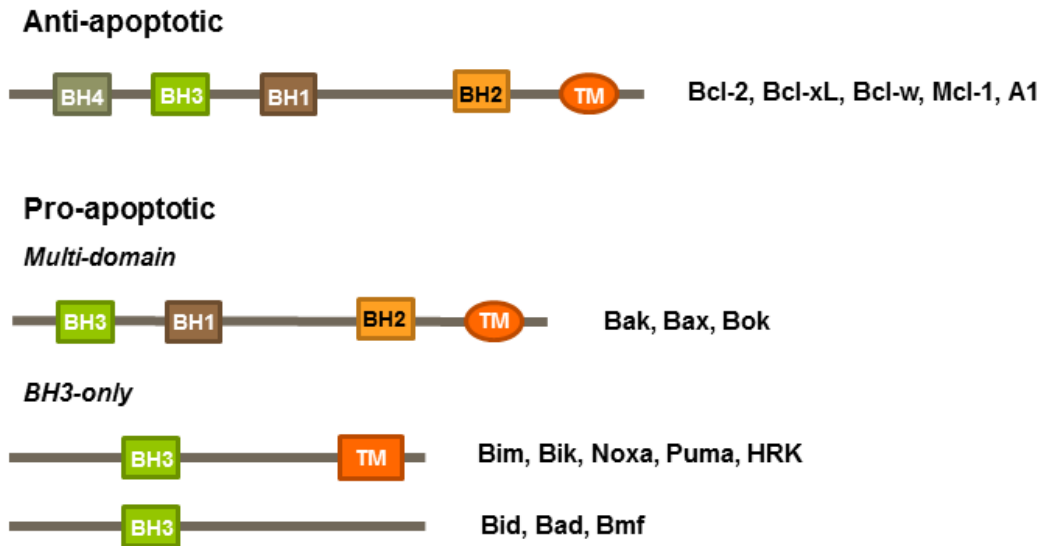 Anti-apoptotic
BH4 BH3 BH1 BH2 TM Bcl-2, Bcl-xL, Bcl-w, Mcl-1, A1
Pro-apoptotic
Multi-domain
BH3 BH1 BH2 TM Bak, Bax, Bok
BH3-only
BH3 TM Bim, Bik, Noxa, Puma, HRK
BH3 Bid, Bad, Bmf